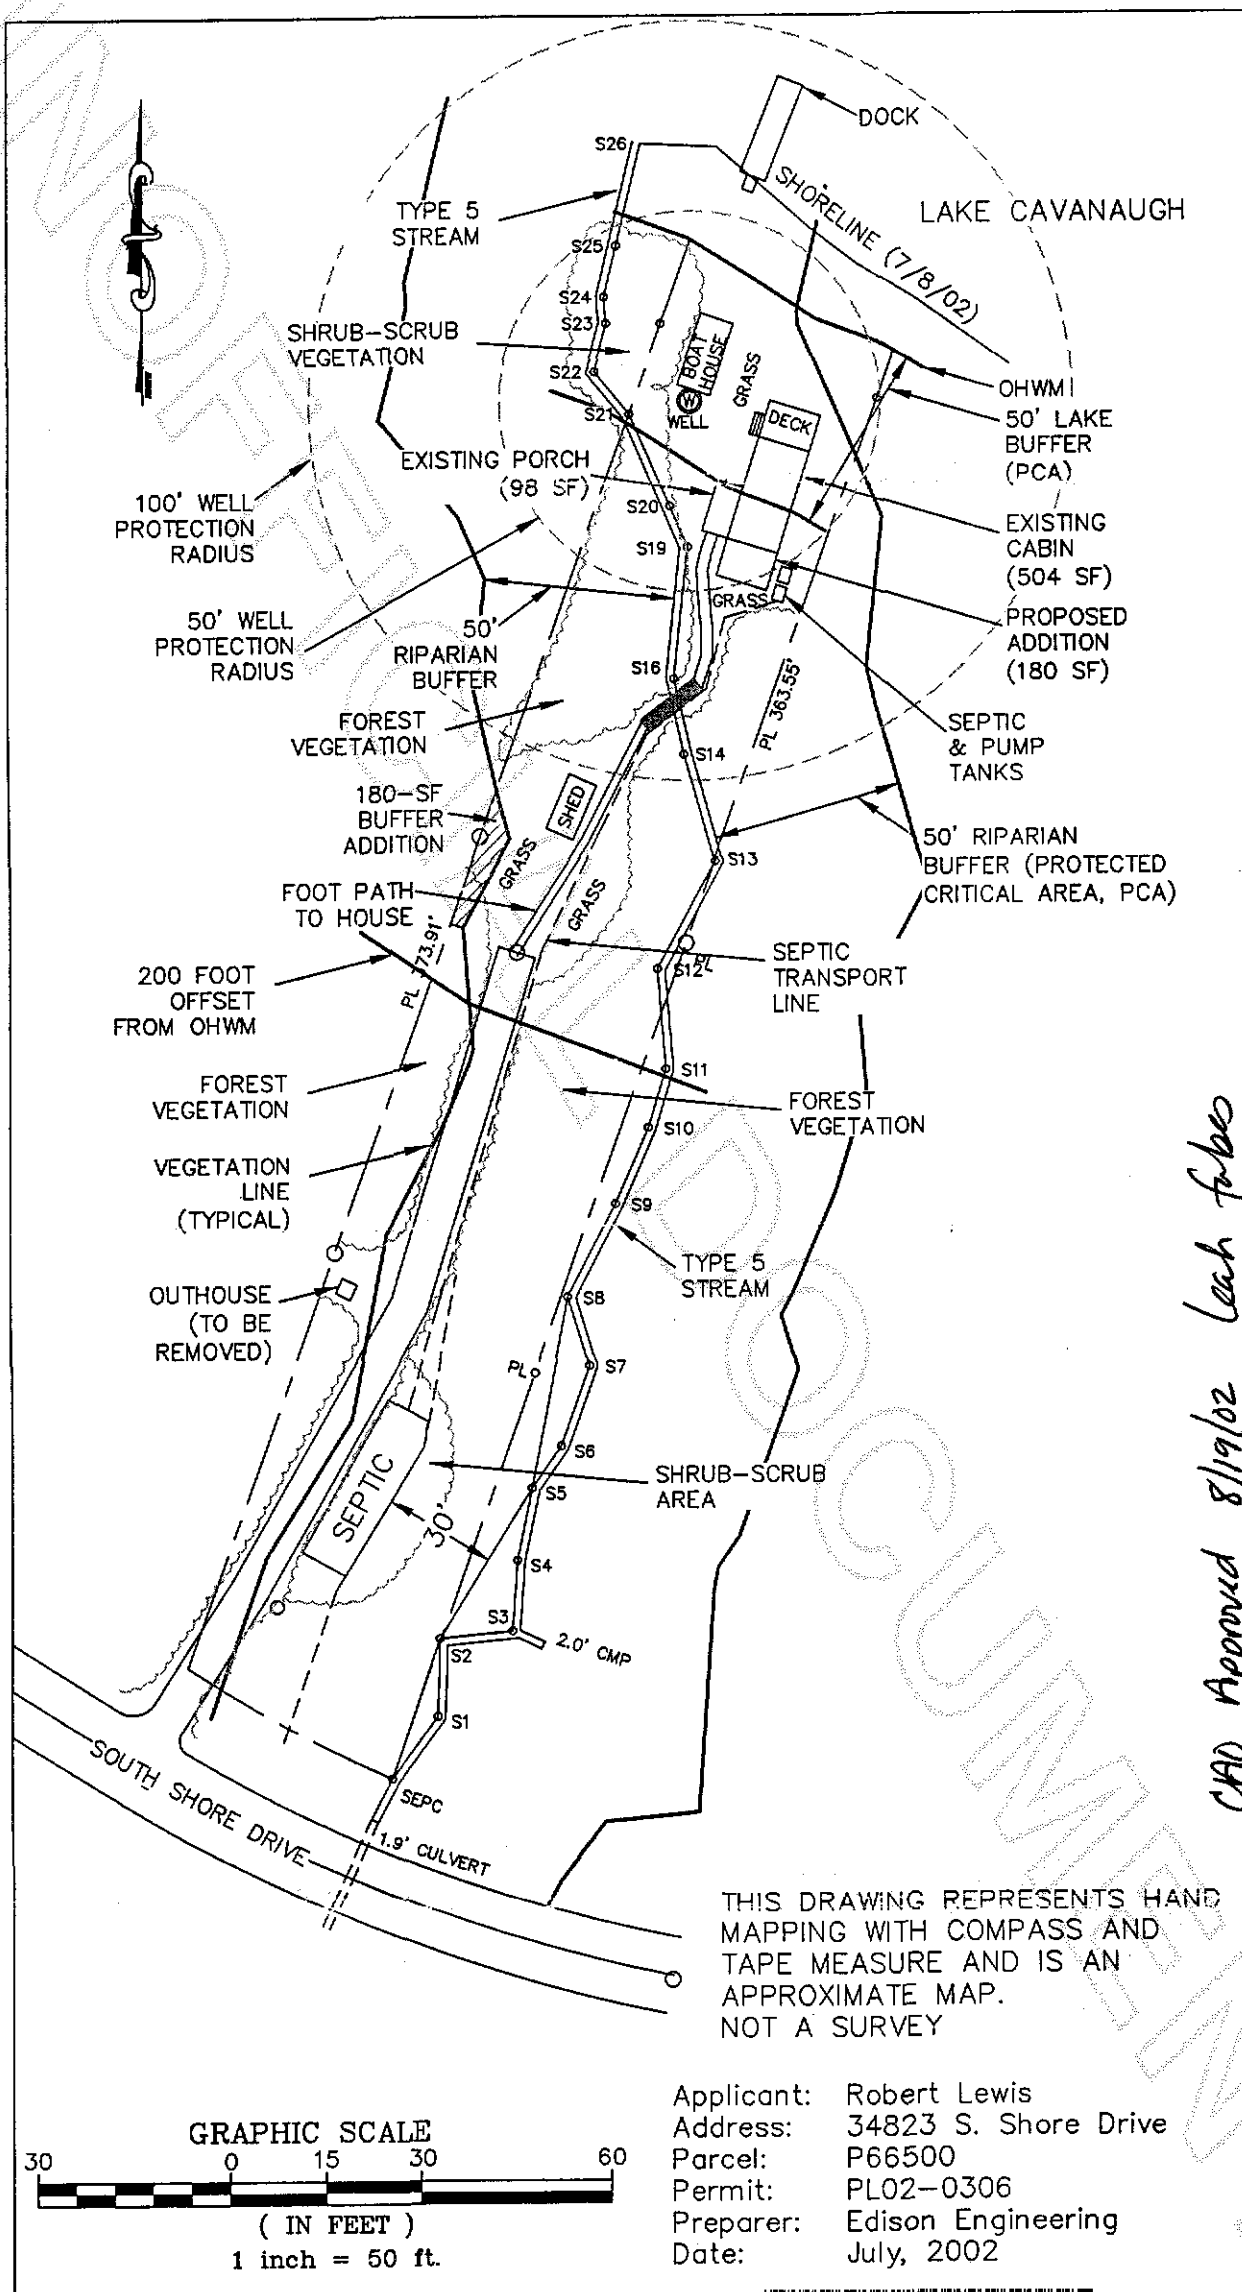 DOCK
S26
SHORELINE (7/8/02)
LAKE CAVANAUGH
TYPE 5
STREAM
S25
S24
S23
SHRUB-SCRUB
VEGETATION
S22
BOAT
HOUSE
GRASS
W
WELL
S21
DECK
OHWM
50' LAKE
BUFFER
(PCA)
EXISTING PORCH
(98 SF)
S20
100' WELL
PROTECTION
RADIUS
S19
EXISTING
CABIN
(504 SF)
GRASS
50' WELL
PROTECTION
RADIUS
50'
RIPARIAN
BUFFER
PROPOSED
ADDITION
(180 SF)
S16
PL 363.55'
FOREST
VEGETATION
S14
SEPTIC
& PUMP
TANKS
180-SF
BUFFER
ADDITION
SHED
50' RIPARIAN
BUFFER (PROTECTED
CRITICAL AREA, PCA)
S13
GRASS
GRASS
FOOT PATH
TO HOUSE
PL 373.91'
S12
PL
SEPTIC
TRANSPORT
LINE
200 FOOT
OFFSET
FROM OHWM
S11
FOREST
VEGETATION
FOREST
VEGETATION
S10
VEGETATION
LINE
(TYPICAL)
S9
TYPE 5
STREAM
OUTHOUSE
(TO BE
REMOVED)
S8
S7
PL
S6
SEPTIC
SHRUB-SCRUB
AREA
S5
30'
S4
S3
2.0' CMP
S2
S1
SEPC
SOUTH SHORE DRIVE
1.9' CULVERT
CAO Approved 8/19/02 Leah Forbes
THIS DRAWING REPRESENTS HAND
MAPPING WITH COMPASS AND
TAPE MEASURE AND IS AN
APPROXIMATE MAP.
NOT A SURVEY
Applicant: Robert Lewis
Address: 34823 S. Shore Drive
Parcel: P66500
Permit: PL02-0306
Preparer: Edison Engineering
Date: July, 2002
GRAPHIC SCALE
30 0 15 30 60
( IN FEET )
1 inch = 50 ft.
UNOFFICIAL DOCUMENT